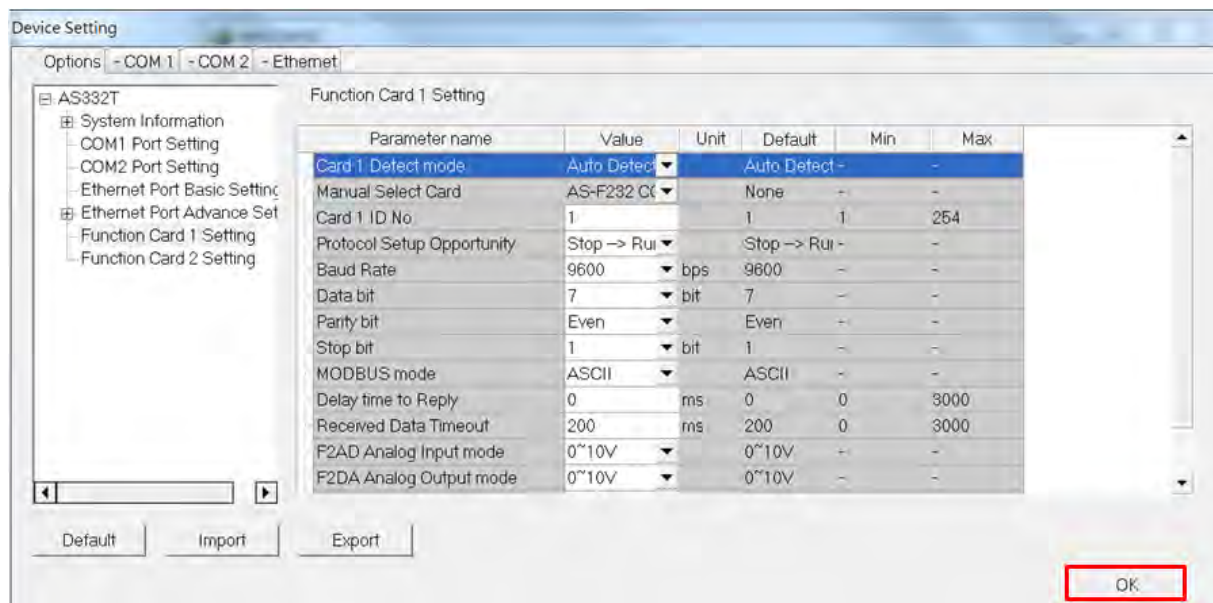 Device Setting
Options - COM 1 - COM 2 - Ethernet
AS332T
System Information
COM1 Port Setting
COM2 Port Setting
Ethernet Port Basic Setting
Ethernet Port Advance Set
Function Card 1 Setting
Function Card 2 Setting
Function Card 1 Setting
Parameter name Value Unit Default Min Max
Card 1 Detect mode Auto Detect Auto Detect - -
Manual Select Card AS-F232 C None - -
Card 1 ID No 1 1 1 254
Protocol Setup Opportunity Stop -> Ru Stop -> Ru - -
Baud Rate 9600 bps 9600 - -
Data bit 7 bit 7 - -
Parity bit Even Even - -
Stop bit 1 bit 1 - -
MODBUS mode ASCII ASCII - -
Delay time to Reply 0 ms 0 0 3000
Received Data Timeout 200 ms 200 0 3000
F2AD Analog Input mode 0~10V 0~10V - -
F2DA Analog Output mode 0~10V 0~10V - -
Default Import Export
OK